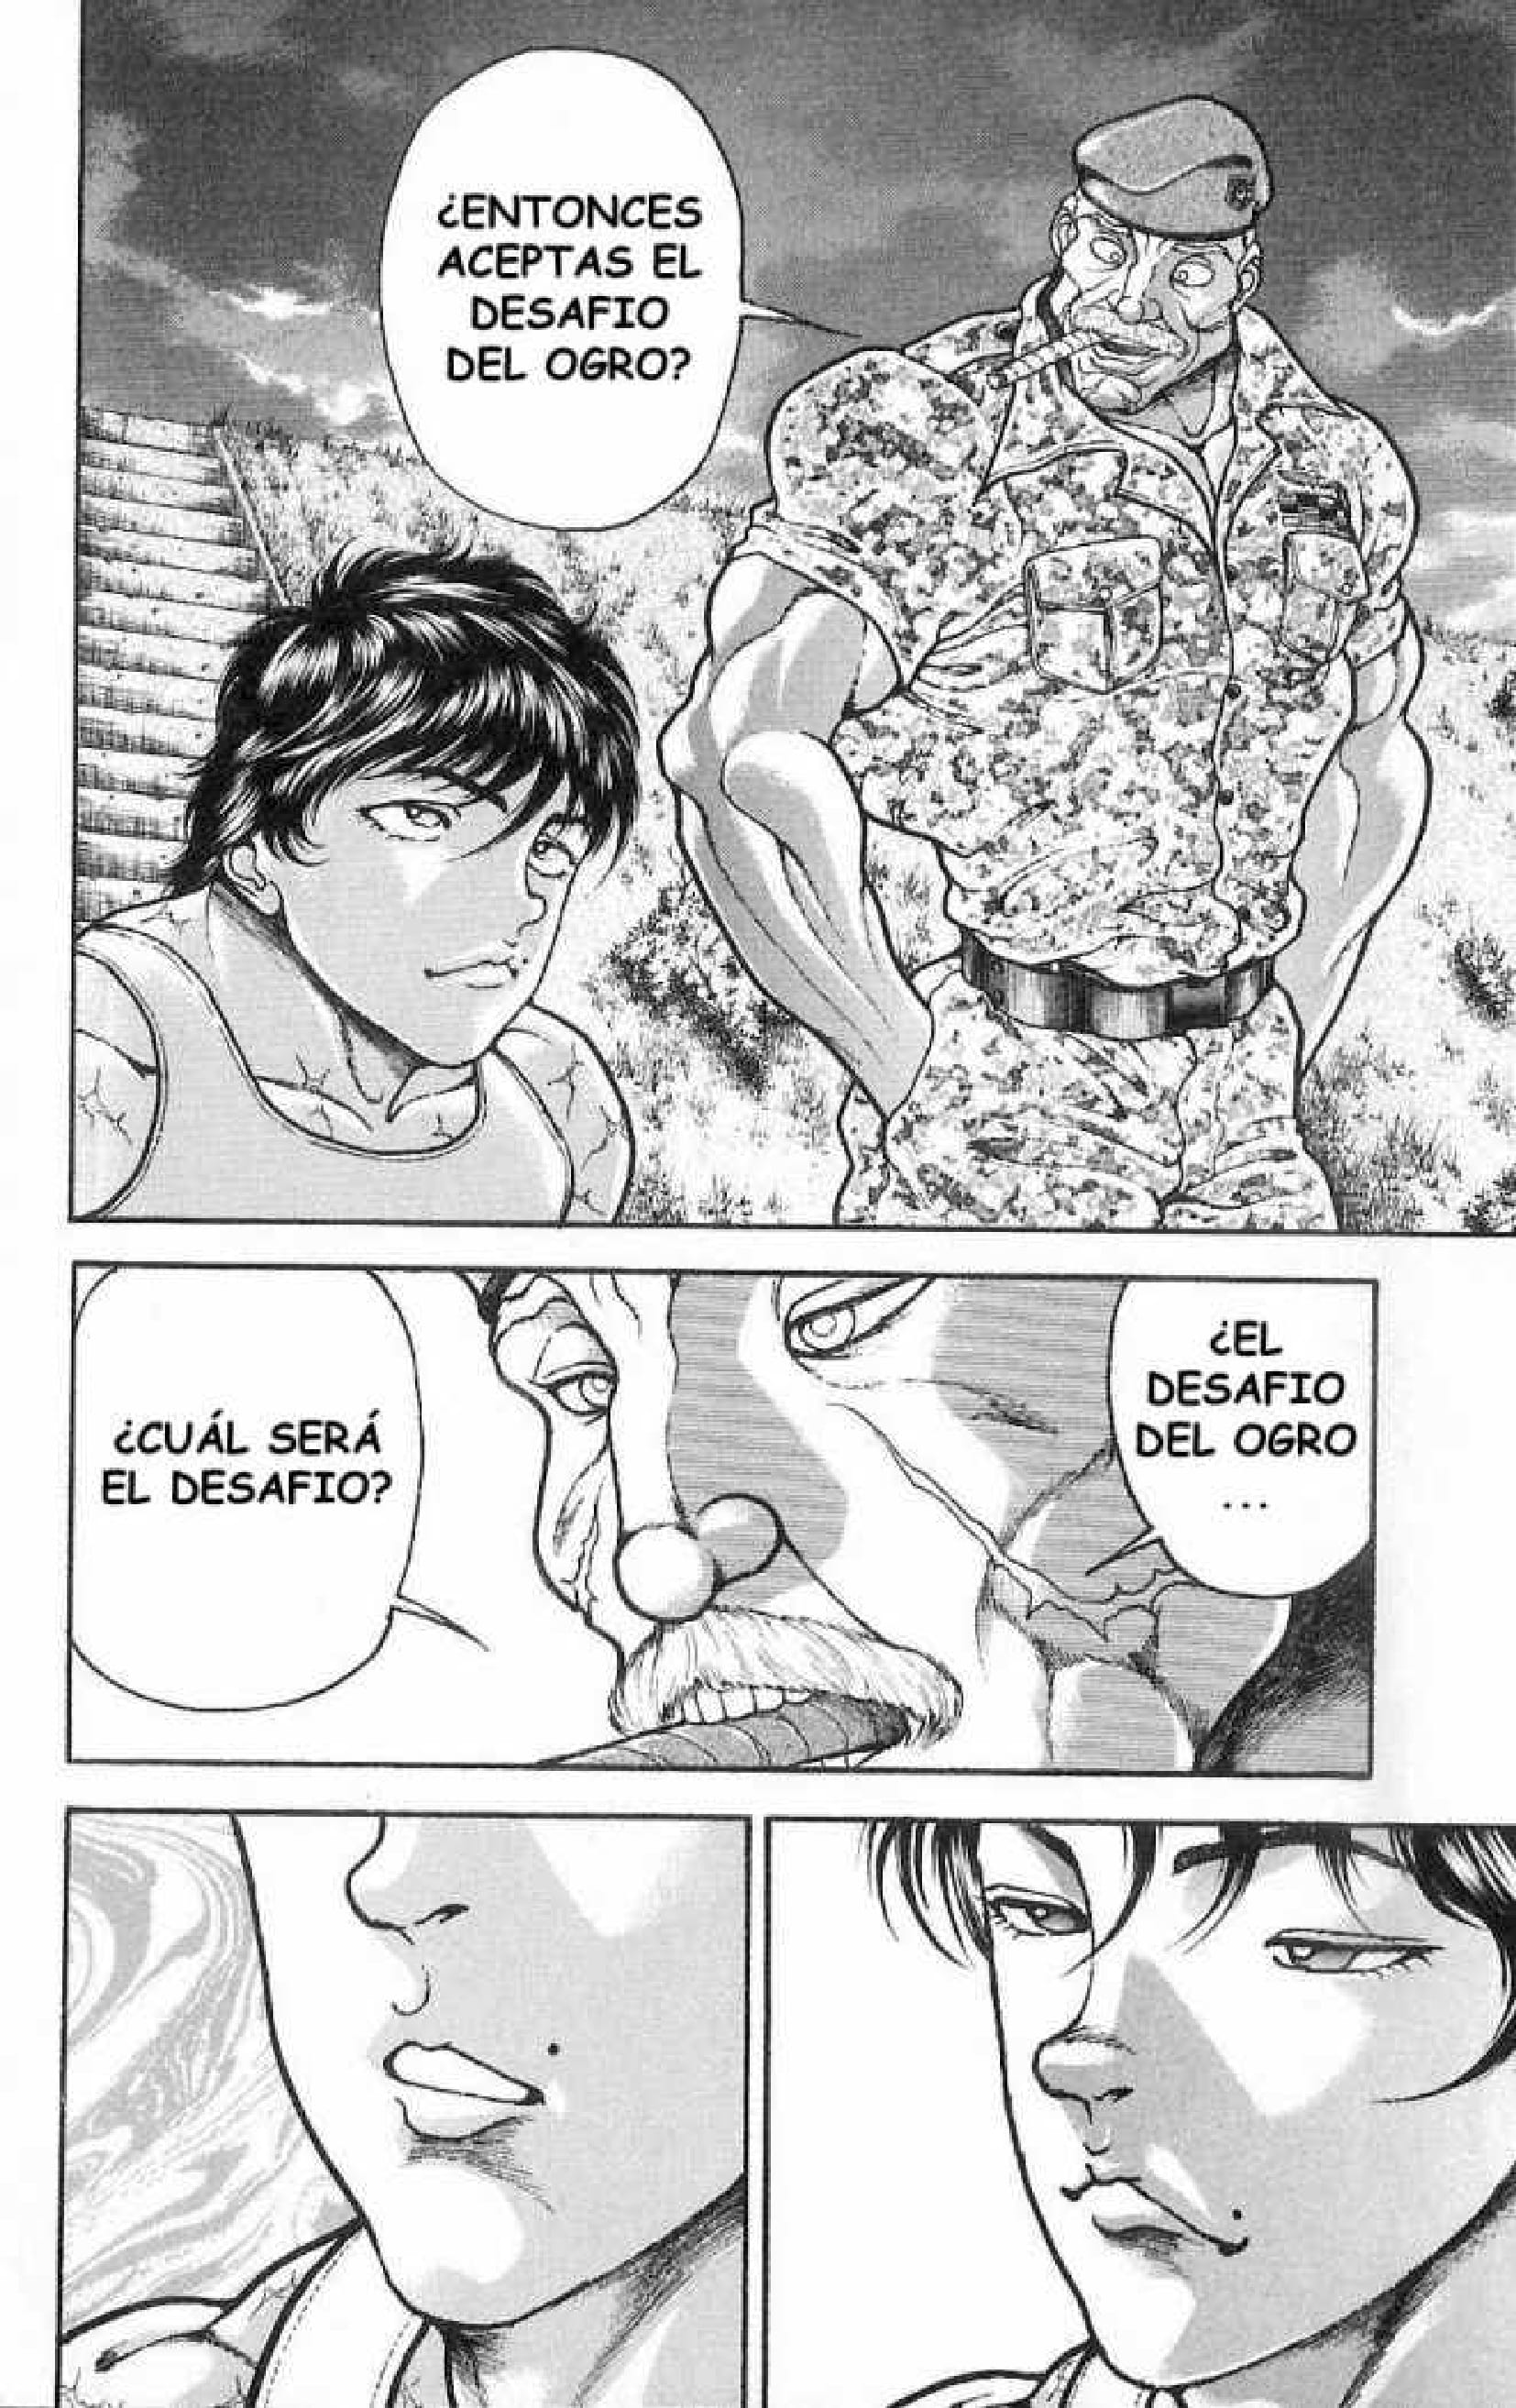 ¿ENTONCES
ACEPTAS EL
DESAFIO
DEL OGRO?
¿EL
DESAFIO
DEL OGRO
...
¿CUÁL SERÁ
EL DESAFIO?